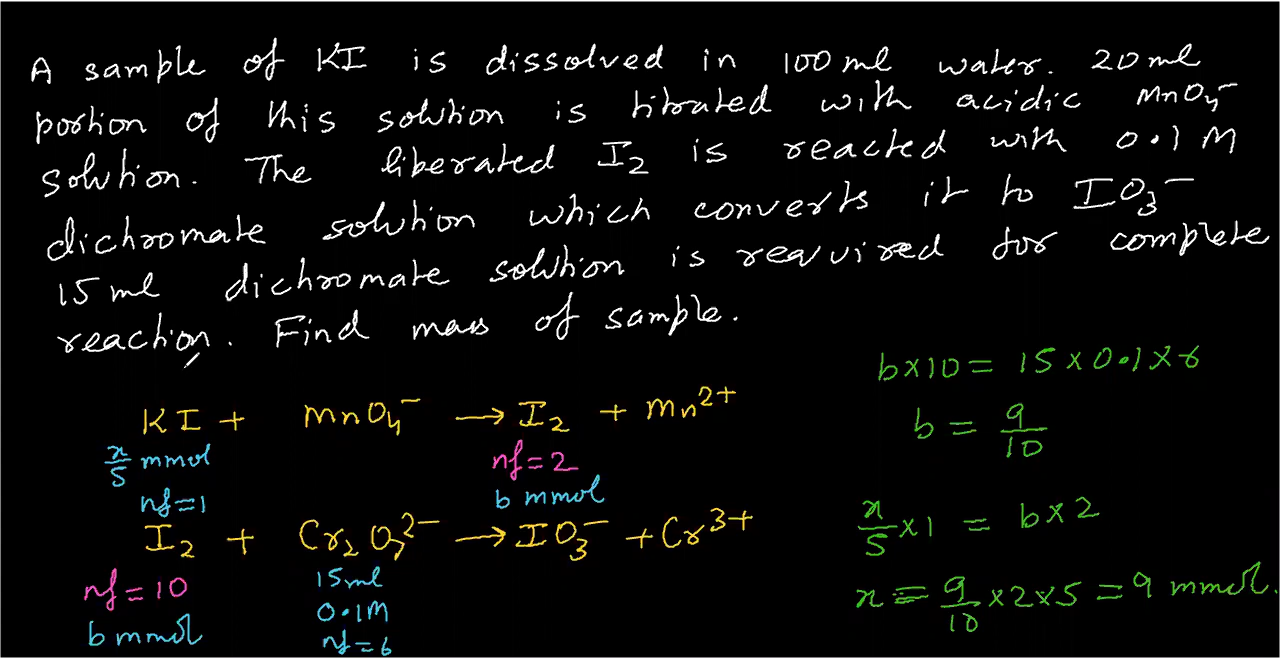 A sample of KI is dissolved in 100 ml water. 20 ml
portion of this solution is titrated with acidic MnO₄⁻
solution. The liberated I₂ is reacted with 0.1 M
dichromate solution which converts it to IO₃⁻
15 ml dichromate solution is reqvired for complete
reaction. Find mass of sample.
KI + MnO₄⁻ → I₂ + Mn²⁺
x/5 mmol
nf=1
nf=2
b mmol
I₂ + Cr₂O₇²⁻ → IO₃⁻ + Cr³⁺
nf=10
b mmol
15 ml
0.1M
nf=6
b×10 = 15×0.1×6
b = 9/10
x/5 ×1 = b×2
x = 9/10 ×2×5 = 9 mmol.